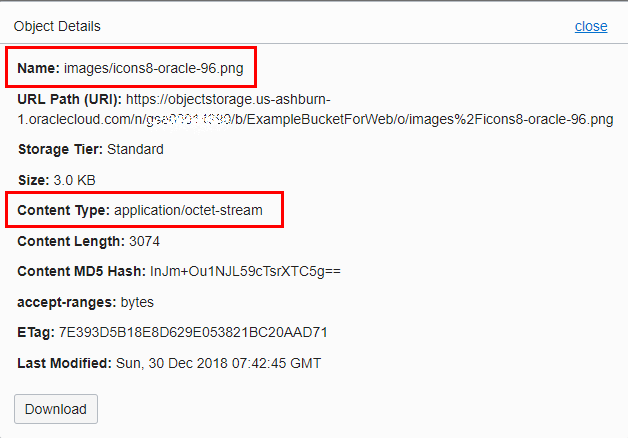 Object Details
close
Name: images/icons8-oracle-96.png
URL Path (URI): https://objectstorage.us-ashburn-
1.oraclecloud.com/n/ /b/ExampleBucketForWeb/o/images%2Ficons8-oracle-96.png
Storage Tier: Standard
Size: 3.0 KB
Content Type: application/octet-stream
Content Length: 3074
Content MD5 Hash: InJm+Ou1NJL59cTsrXTC5g==
accept-ranges: bytes
ETag: 7E393D5B18E8D629E053821BC20AAD71
Last Modified: Sun, 30 Dec 2018 07:42:45 GMT
Download